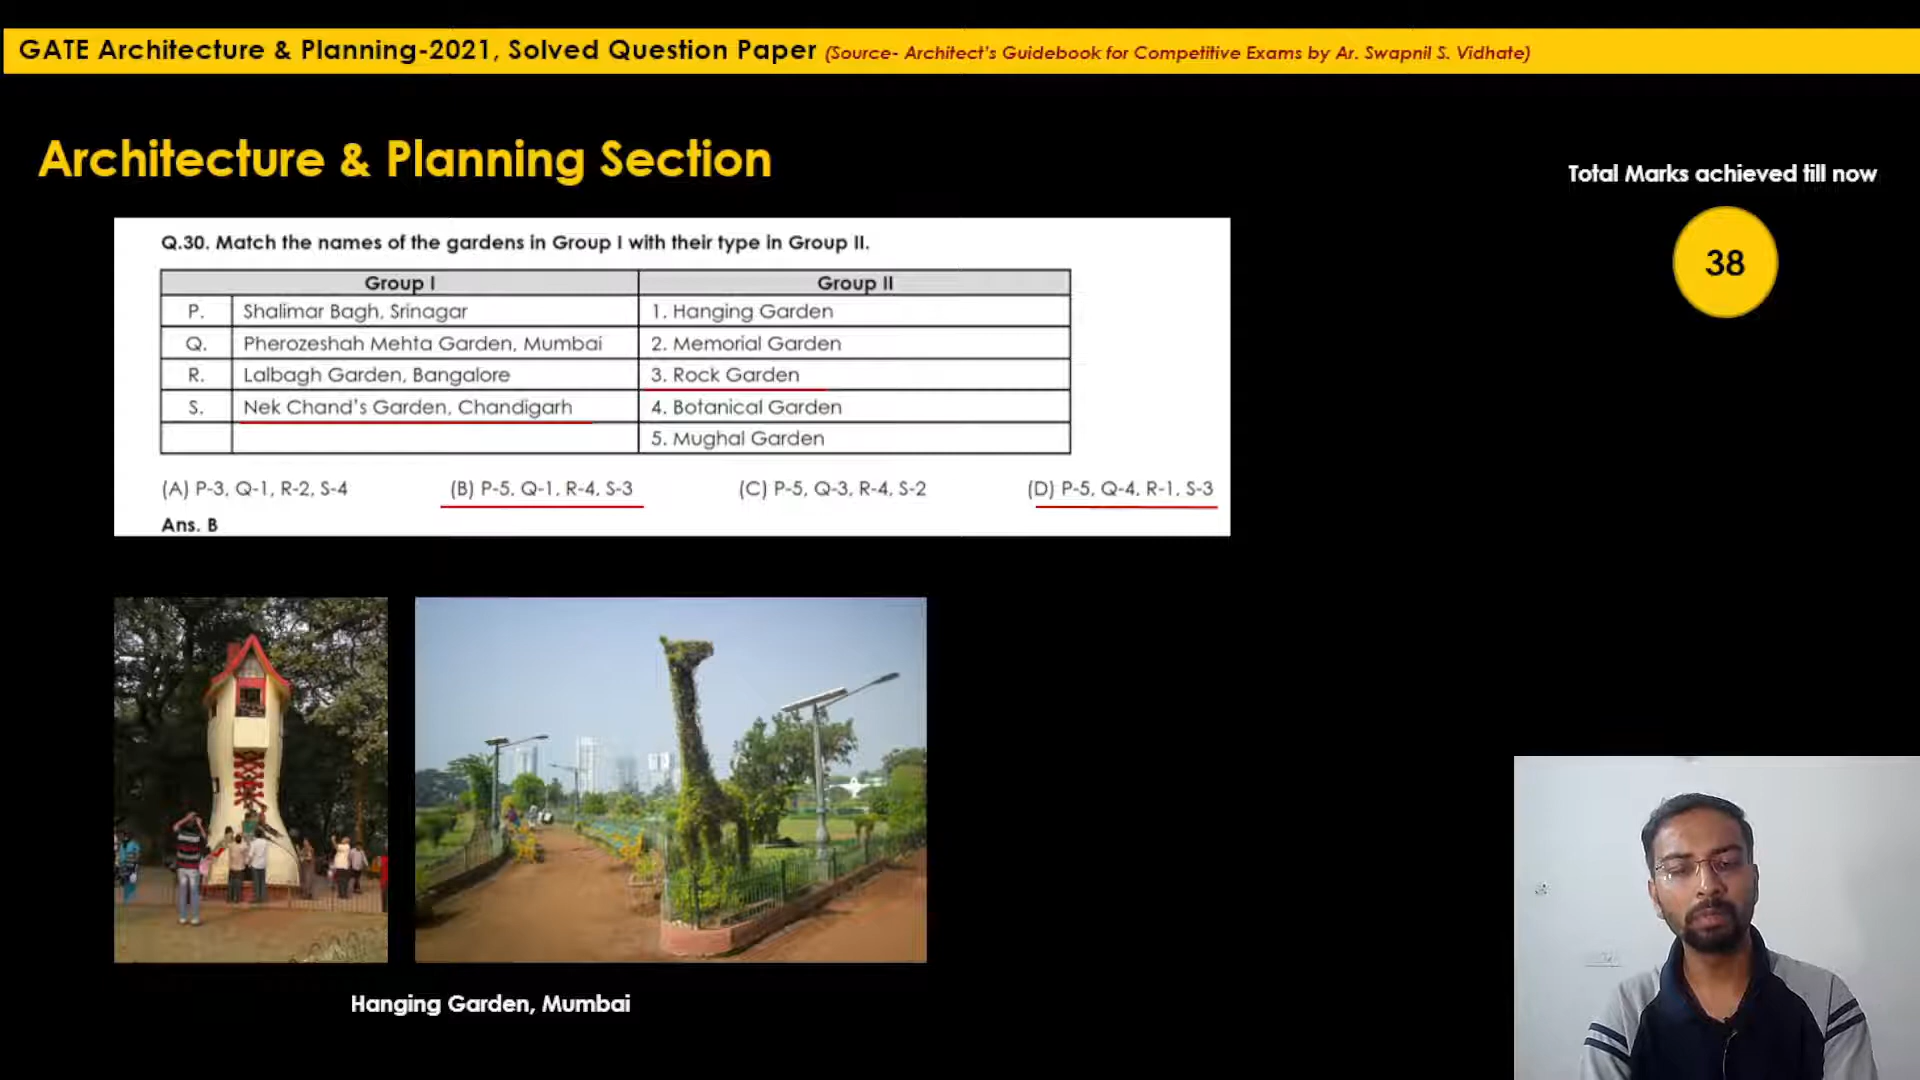 GATE Architecture & Planning-2021, Solved Question Paper (Source- Architect's Guidebook for Competitive Exams by Ar. Swapnil S. Vidhate)
Architecture & Planning Section
Total Marks achieved till now
38
Q.30. Match the names of the gardens in Group I with their type in Group II.
Group I Group II
P. Shalimar Bagh, Srinagar 1. Hanging Garden
Q. Pherozeshah Mehta Garden, Mumbai 2. Memorial Garden
R. Lalbagh Garden, Bangalore 3. Rock Garden
S. Nek Chand's Garden, Chandigarh 4. Botanical Garden
5. Mughal Garden
(A) P-3, Q-1, R-2, S-4 (B) P-5, Q-1, R-4, S-3 (C) P-5, Q-3, R-4, S-2 (D) P-5, Q-4, R-1, S-3
Ans. B
Hanging Garden, Mumbai